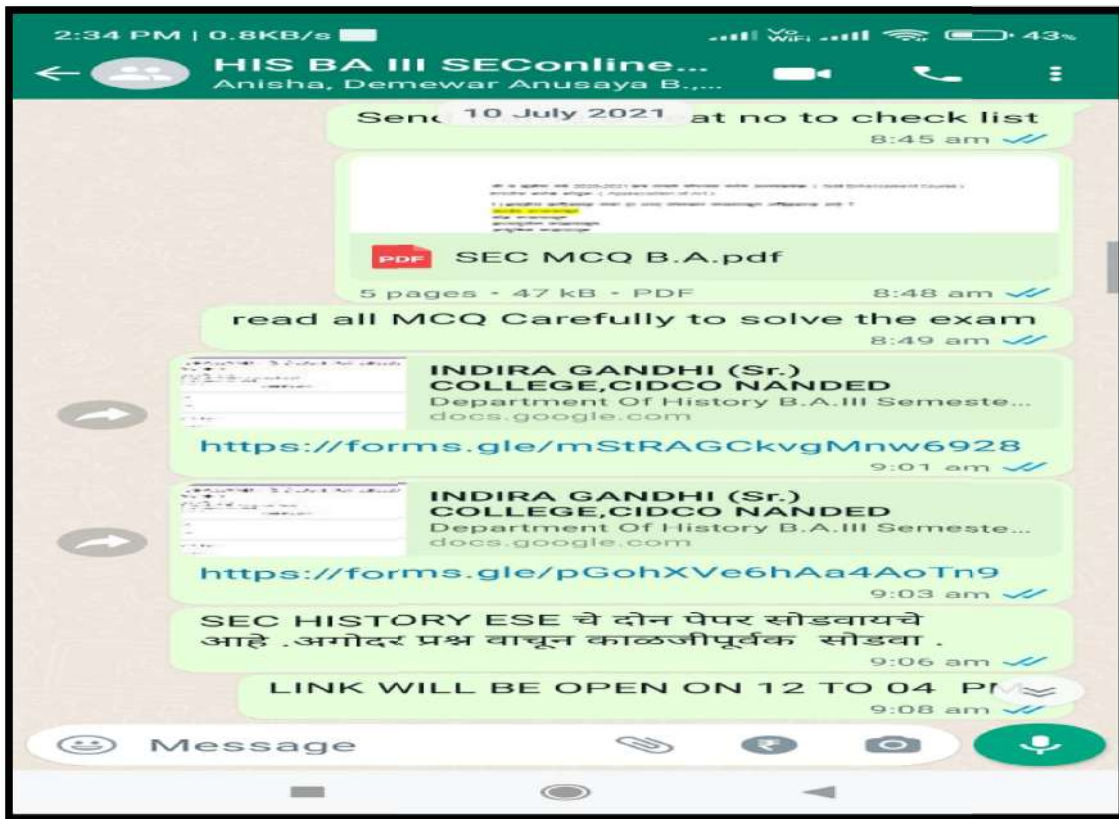 2:34 PM | 0.8KB/s
Vo WiFi 43%
HIS BA III SEConline...
Anisha, Demewar Anusaya B.,...
10 July 2021
at no to check list
8:45 am
PDF SEC MCQ B.A.pdf
5 pages • 47 kB • PDF 8:48 am
read all MCQ Carefully to solve the exam
8:49 am
INDIRA GANDHI (Sr.)
COLLEGE,CIDCO NANDED
Department Of History B.A.III Semeste...
docs.google.com
https://forms.gle/mStRAGCkvgMnw6928
9:01 am
INDIRA GANDHI (Sr.)
COLLEGE,CIDCO NANDED
Department Of History B.A.III Semeste...
docs.google.com
https://forms.gle/pGohXVe6hAa4AoTn9
9:03 am
SEC HISTORY ESE चे दोन पेपर सोडवायचे
आहे .अगोदर प्रश्न वाचून काळजीपूर्वक सोडवा .
9:06 am
LINK WILL BE OPEN ON 12 TO 04
9:08 am
Message